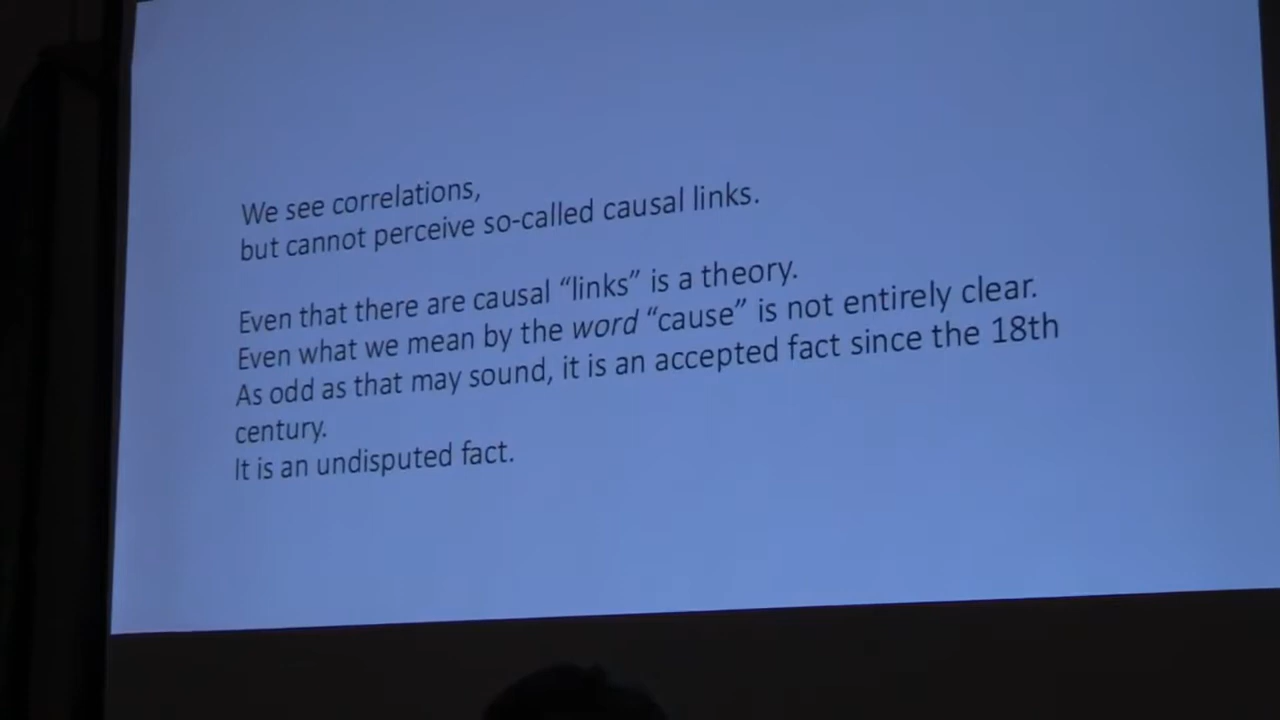 We see correlations,
but cannot perceive so-called causal links.
Even that there are causal “links” is a theory.
Even what we mean by the word “cause” is not entirely clear.
As odd as that may sound, it is an accepted fact since the 18th
century.
It is an undisputed fact.